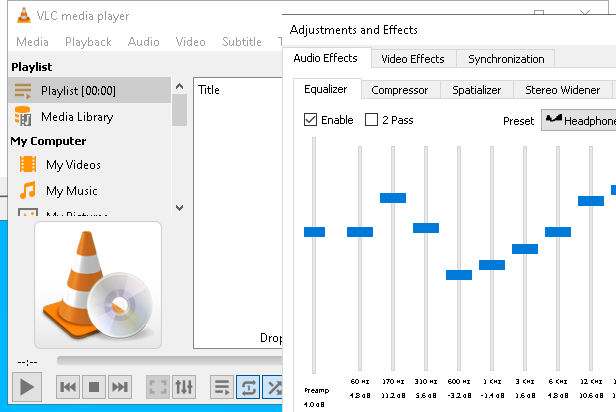 VLC media player
Media Playback Audio Video Subtitle
Playlist
Playlist [00:00]
Media Library
My Computer
My Videos
My Music
My Pictures
Title
Drop
--:--
Adjustments and Effects
Audio Effects Video Effects Synchronization
Equalizer Compressor Spatializer Stereo Widener
Enable 2 Pass Preset Headphone
60 Hz 170 Hz 310 Hz 600 Hz 1 KHz 3 KHz 6 KHz 12 KHz
Preamp 4.8 dB 11.2 dB 5.6 dB -3.2 dB -1.4 dB 1.6 dB 4.8 dB 10.6 dB
4.0 dB